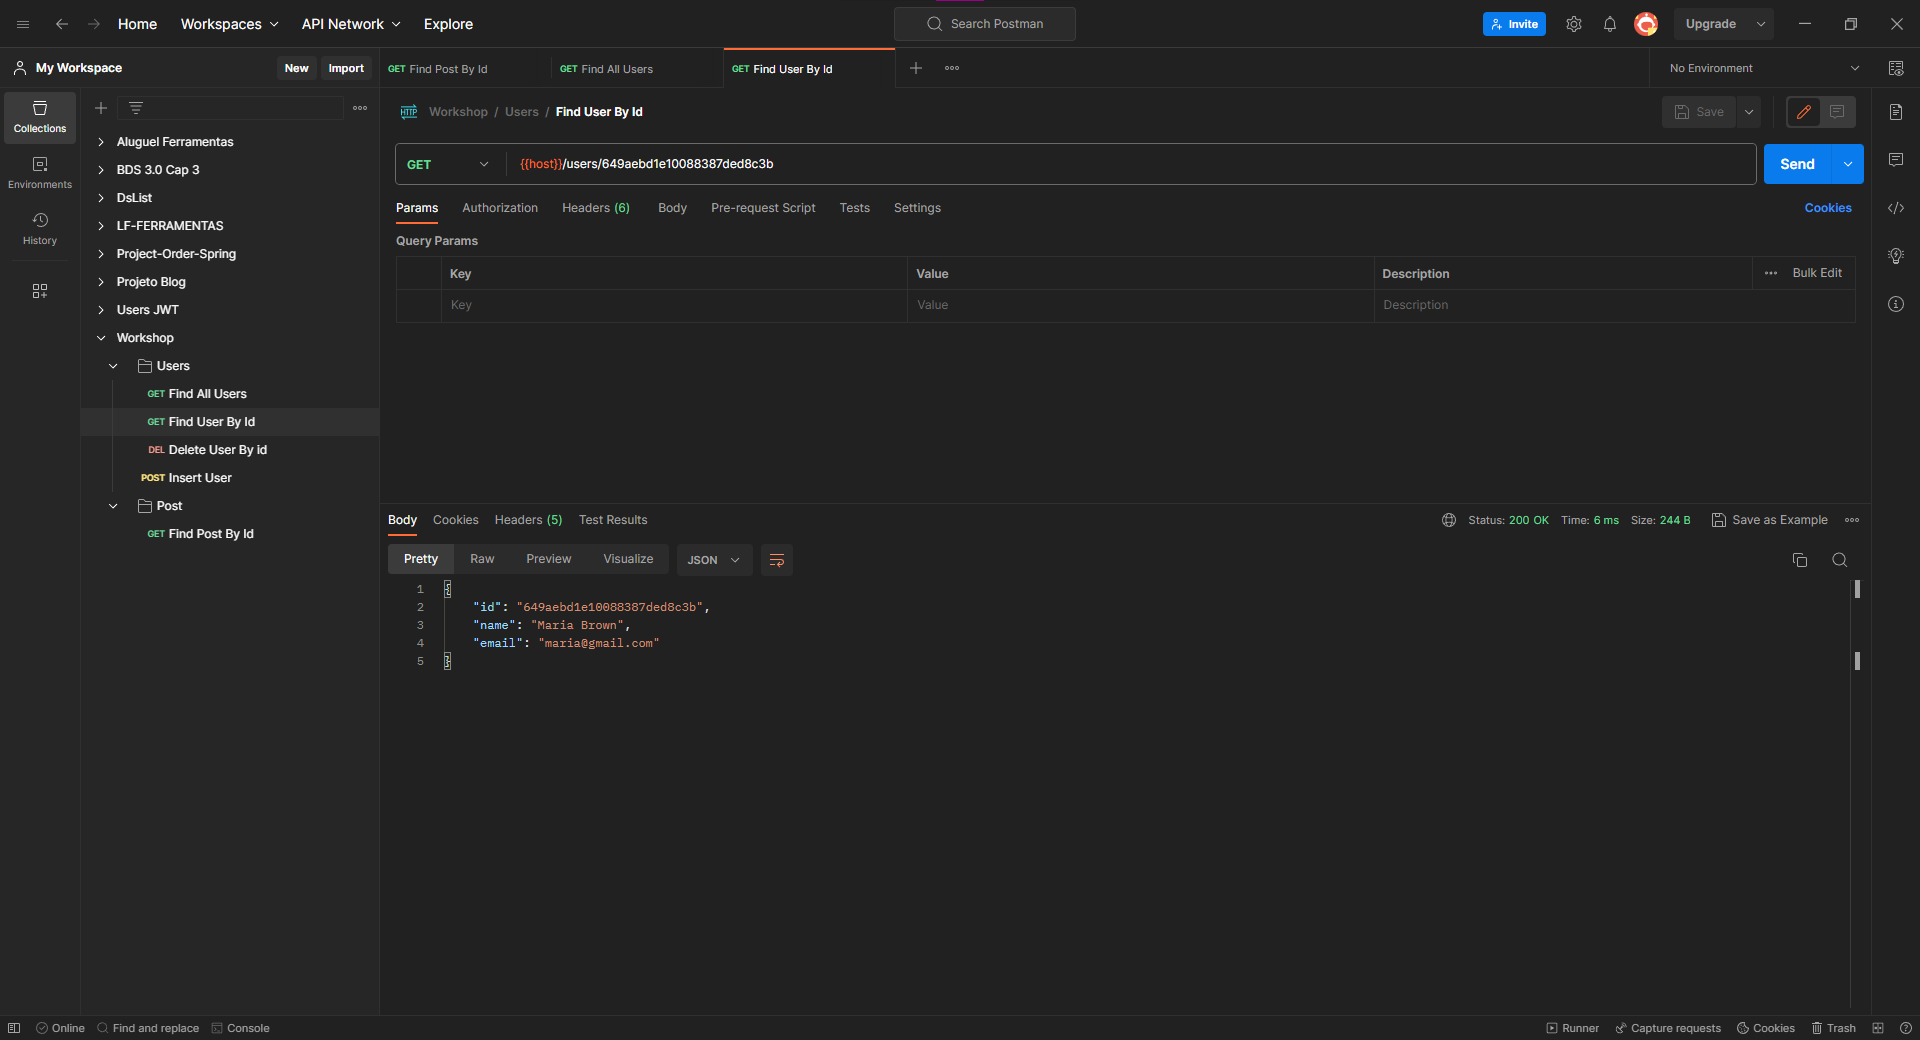 Home Workspaces API Network Explore Search Postman Invite Upgrade
My Workspace New Import GET Find Post By Id GET Find All Users GET Find User By Id No Environment
Collections
Environments
History
Aluguel Ferramentas
BDS 3.0 Cap 3
DsList
LF-FERRAMENTAS
Project-Order-Spring
Projeto Blog
Users JWT
Workshop
Users
GET Find All Users
GET Find User By Id
DEL Delete User By id
POST Insert User
Post
GET Find Post By Id
HTTP Workshop / Users / Find User By Id Save
GET {{host}}/users/649aebd1e10088387ded8c3b Send
Params Authorization Headers (6) Body Pre-request Script Tests Settings Cookies
Query Params
Key Value Description Bulk Edit
Key Value Description
Body Cookies Headers (5) Test Results Status: 200 OK Time: 6 ms Size: 244 B Save as Example
Pretty Raw Preview Visualize JSON
1 {
2 "id": "649aebd1e10088387ded8c3b",
3 "name": "Maria Brown",
4 "email": "maria@gmail.com"
5 }
Online Find and replace Console Runner Capture requests Cookies Trash